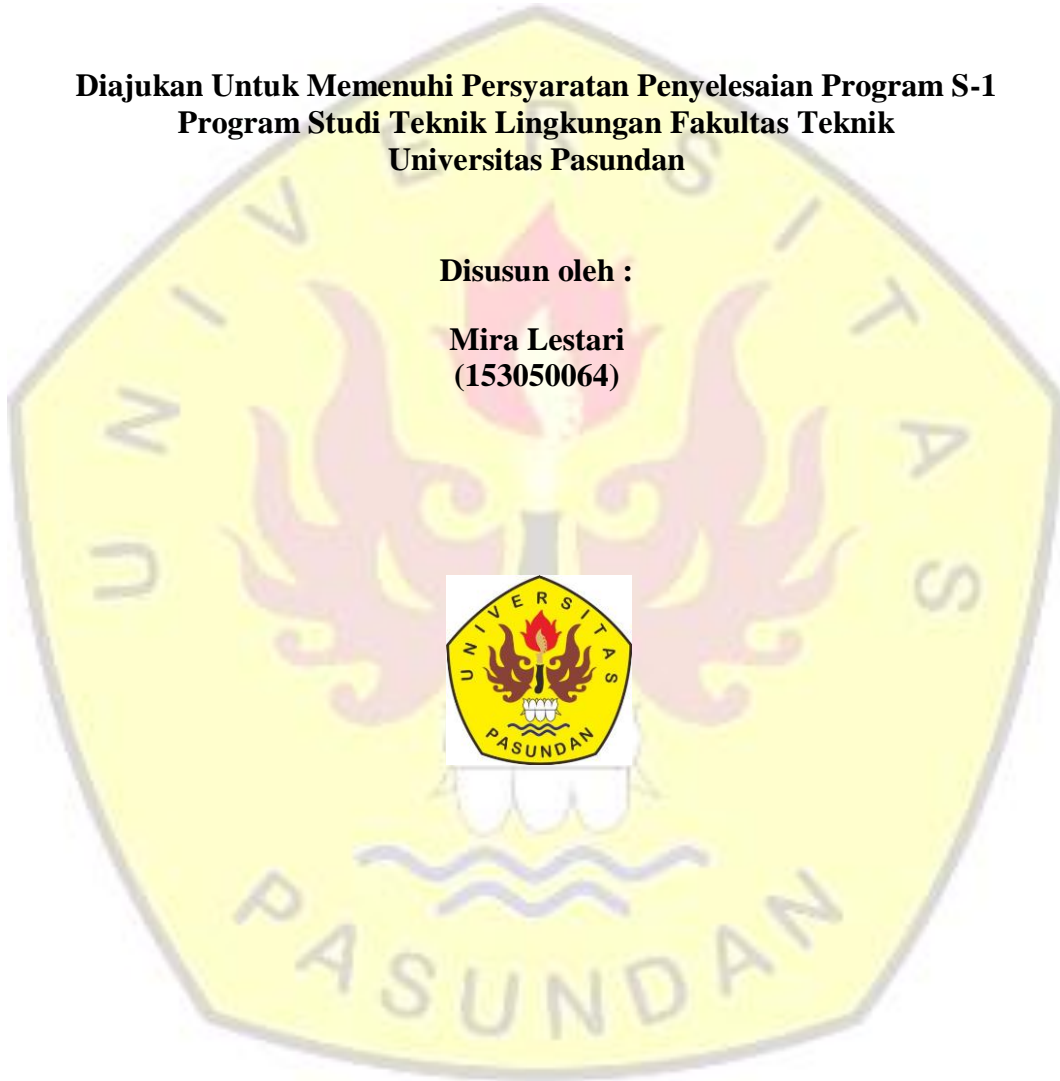 Diajukan Untuk Memenuhi Persyaratan Penyelesaian Program S-1
Program Studi Teknik Lingkungan Fakultas Teknik
Universitas Pasundan
Disusun oleh :
Mira Lestari
(153050064)
UNIVERSITAS
PASUNDAN
UNIVERSITAS
PASUNDAN